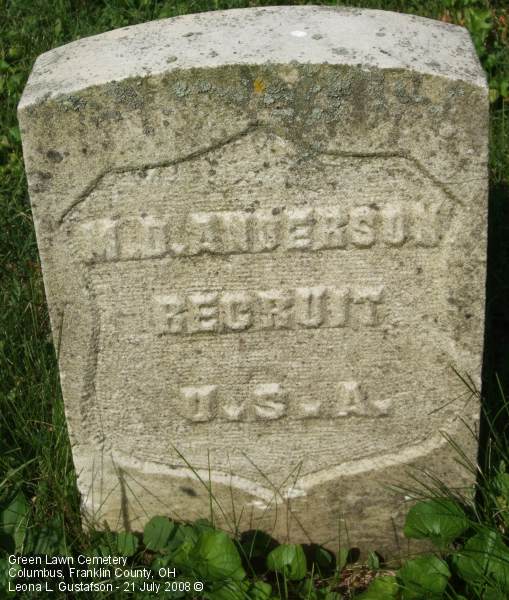 M.D. ANDERSON
RECRUIT
U.S.A.
Green Lawn Cemetery
Columbus, Franklin County, OH
Leona L. Gustafson - 21 July 2008 ©